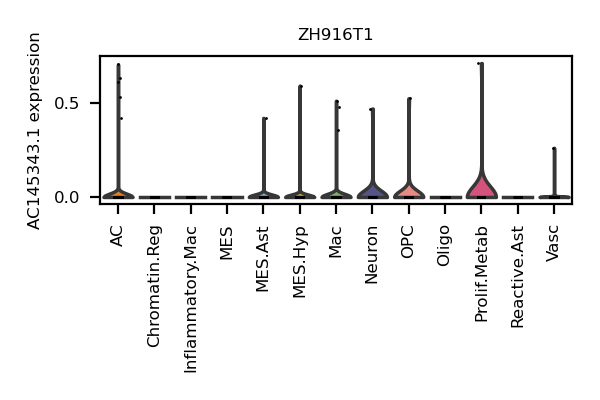 ZH916T1
AC145343.1 expression
0.5
0.0
AC
Chromatin.Reg
Inflammatory.Mac
MES
MES.Ast
MES.Hyp
Mac
Neuron
OPC
Oligo
Prolif.Metab
Reactive.Ast
Vasc